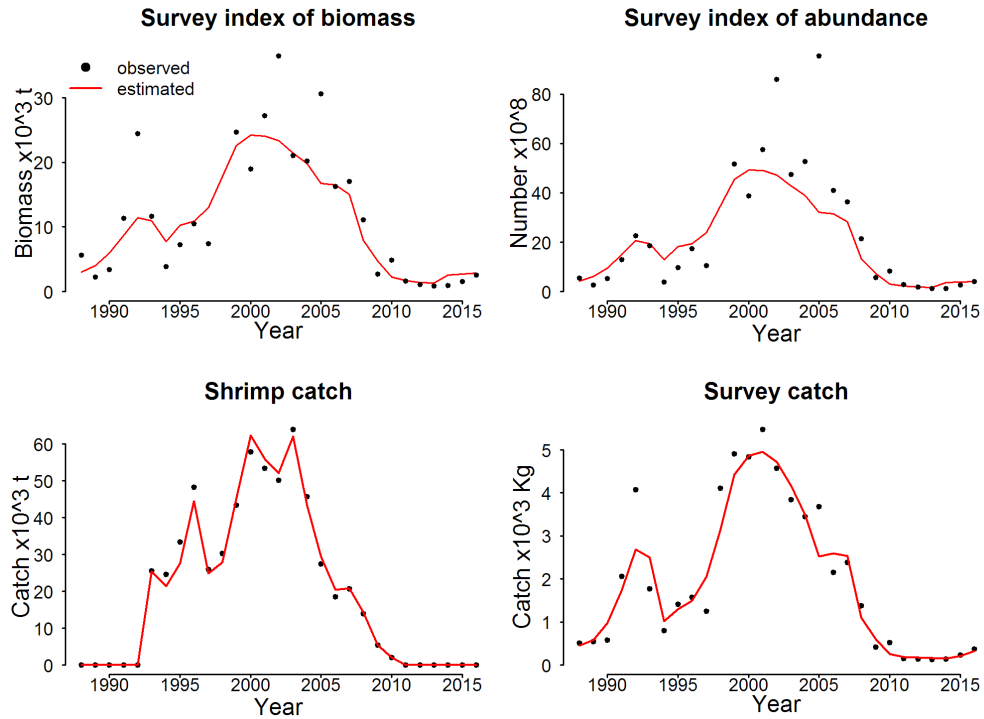 Survey index of biomass
observed
estimated
Biomass x10^3 t
30
20
10
0
1990 1995 2000 2005 2010 2015
Year
Survey index of abundance
Number x10^8
80
60
40
20
0
1990 1995 2000 2005 2010 2015
Year
Shrimp catch
Catch x10^3 t
60
50
40
30
20
10
0
1990 1995 2000 2005 2010 2015
Year
Survey catch
Catch x10^3 Kg
5
4
3
2
1
0
1990 1995 2000 2005 2010 2015
Year